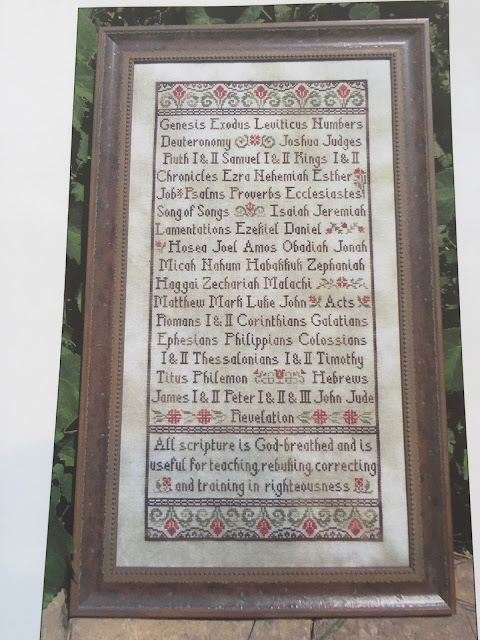 Genesis Exodus Leviticus Numbers
Deuteronomy Joshua Judges
Ruth I & II Samuel I & II Kings I & II
Chronicles Ezra Nehemiah Esther
Job Psalms Proverbs Ecclesiastes
Song of Songs Isaiah Jeremiah
Lamentations Ezekiel Daniel
Hosea Joel Amos Obadiah Jonah
Micah Nahum Habakkuk Zephaniah
Haggai Zechariah Malachi
Matthew Mark Luke John Acts
Romans I & II Corinthians Galatians
Ephesians Philippians Colossians
I & II Thessalonians I & II Timothy
Titus Philemon Hebrews
James I & II Peter I & II & III John Jude
Revelation
All scripture is God-breathed and is
useful for teaching, rebuking, correcting
and training in righteousness